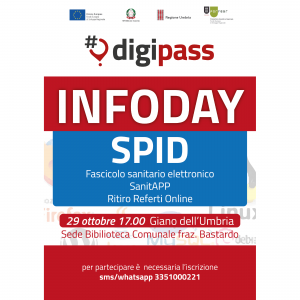 #digipass
INFODAY
SPID
Fascicolo sanitario elettronico
SanitAPP
Ritiro Referti Online
29 ottobre 17.00 Giano dell'Umbria
Sede Bibilioteca Comunale fraz. Bastardo
per partecipare è necessaria l'iscrizione
sms/whatsapp 3351000221